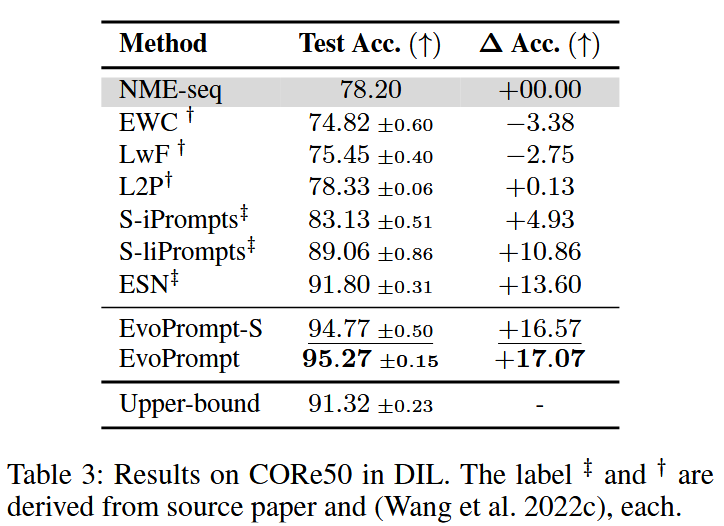 Method Test Acc. (↑) Δ Acc. (↑)
NME-seq 78.20 +00.00
EWC † 74.82 ±0.60 −3.38
LwF † 75.45 ±0.40 −2.75
L2P† 78.33 ±0.06 +0.13
S-iPrompts‡ 83.13 ±0.51 +4.93
S-liPrompts‡ 89.06 ±0.86 +10.86
ESN‡ 91.80 ±0.31 +13.60
EvoPrompt-S 94.77 ±0.50 +16.57
EvoPrompt 95.27 ±0.15 +17.07
Upper-bound 91.32 ±0.23 -
Table 3: Results on CORe50 in DIL. The label ‡ and † are
derived from source paper and (Wang et al. 2022c), each.